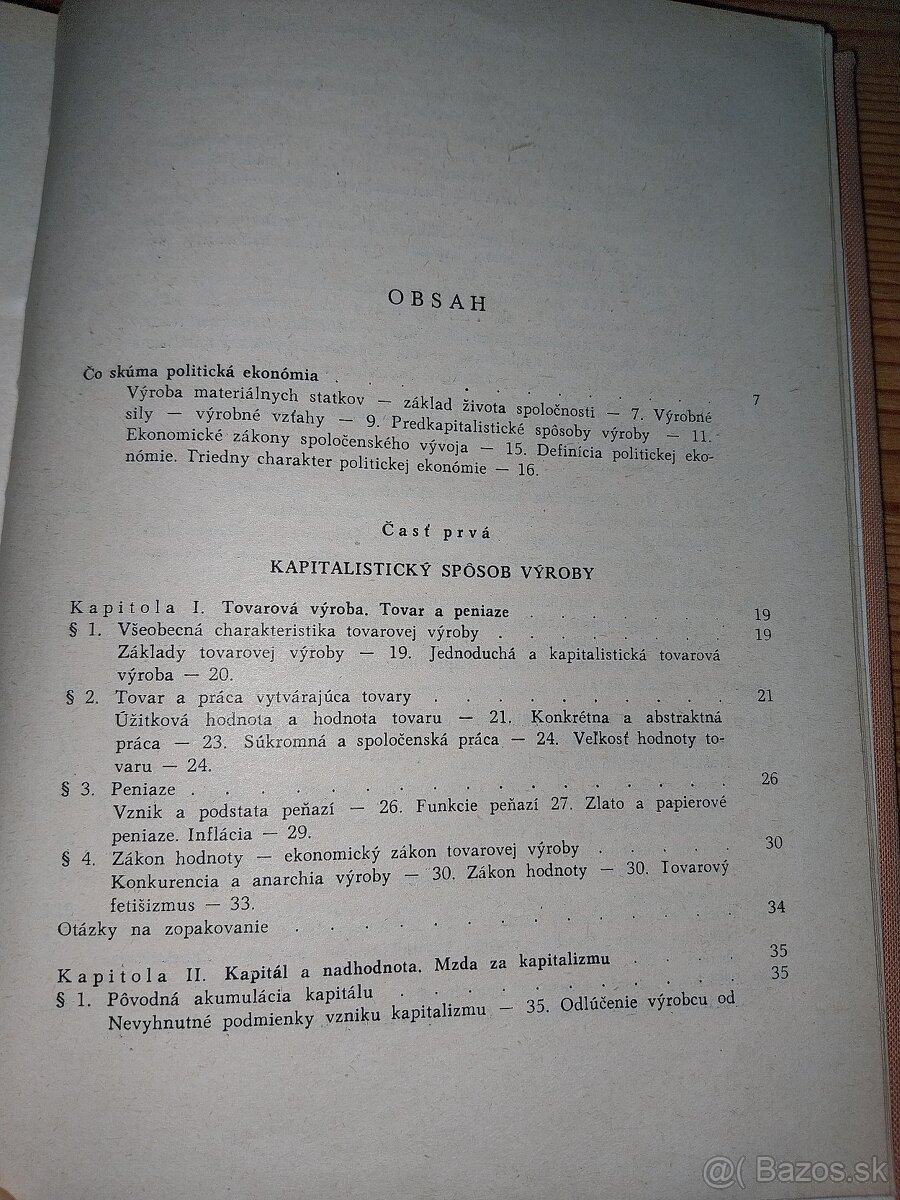 OBSAH
Čo skúma politická ekonómia . . . . . . . . . . 7
Výroba materiálnych statkov — základ života spoločnosti — 7. Výrobné
sily — výrobné vzťahy — 9. Predkapitalistické spôsoby výroby — 11.
Ekonomické zákony spoločenského vývoja — 15. Definícia politickej eko-
nómie. Triedny charakter politickej ekonómie — 16.
Časť prvá
KAPITALISTICKÝ SPÔSOB VÝROBY
Kapitola I. Tovarová výroba. Tovar a peniaze . . . . . . 19
§ 1. Všeobecná charakteristika tovarovej výroby . . . . . . . 19
Základy tovarovej výroby — 19. Jednoduchá a kapitalistická tovarová
výroba — 20.
§ 2. Tovar a práca vytvárajúca tovary . . . . . . . . . 21
Úžitková hodnota a hodnota tovaru — 21. Konkrétna a abstraktná
práca — 23. Súkromná a spoločenská práca — 24. Veľkosť hodnoty to-
varu — 24.
§ 3. Peniaze . . . . . . . . . . . . . . . . 26
Vznik a podstata peňazí — 26. Funkcie peňazí 27. Zlato a papierové
peniaze. Inflácia — 29.
§ 4. Zákon hodnoty — ekonomický zákon tovarovej výroby . . . . . 30
Konkurencia a anarchia výroby — 30. Zákon hodnoty — 30. Tovarový
fetišizmus — 33.
Otázky na zopakovanie . . . . . . . . . . . . . 34
Kapitola II. Kapitál a nadhodnota. Mzda za kapitalizmu . . . . 35
§ 1. Pôvodná akumulácia kapitálu . . . . . . . . . . 35
Nevyhnutné podmienky vzniku kapitalizmu — 35. Odlúčenie výrobcu od
@( Bazos.sk